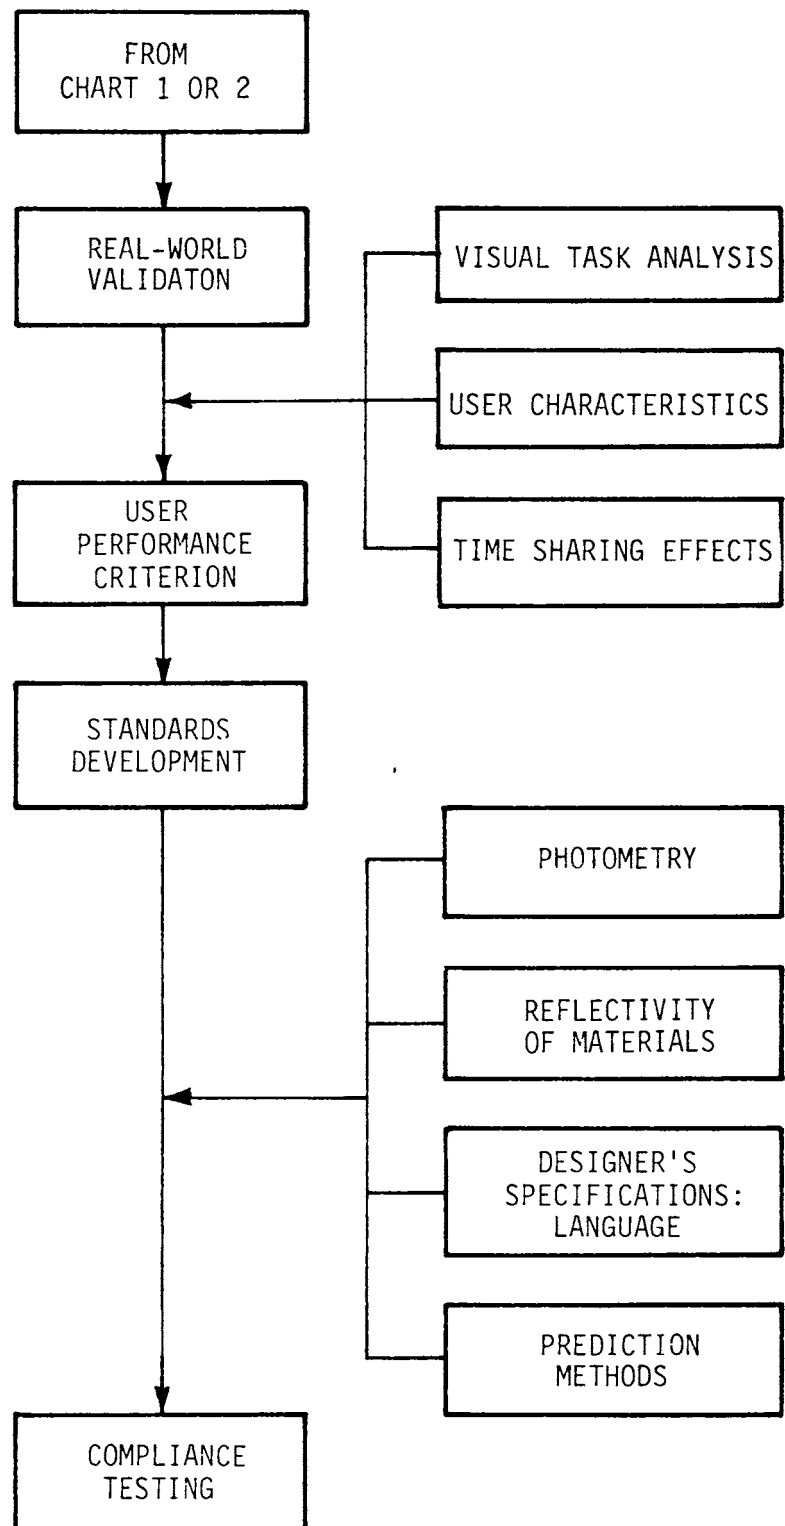 FROM
CHART 1 OR 2
REAL-WORLD
VALIDATON
VISUAL TASK ANALYSIS
USER CHARACTERISTICS
TIME SHARING EFFECTS
USER
PERFORMANCE
CRITERION
STANDARDS
DEVELOPMENT
PHOTOMETRY
REFLECTIVITY
OF MATERIALS
DESIGNER'S
SPECIFICATIONS:
LANGUAGE
PREDICTION
METHODS
COMPLIANCE
TESTING